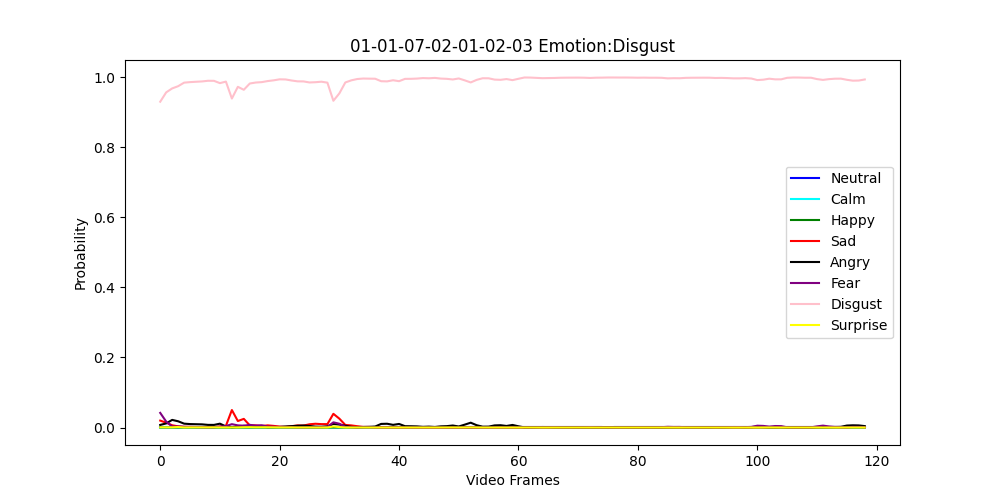 01-01-07-02-01-02-03 Emotion:Disgust
1.0
0.8
0.6
0.4
0.2
0.0
Probability
Neutral
Calm
Happy
Sad
Angry
Fear
Disgust
Surprise
0 20 40 60 80 100 120
Video Frames